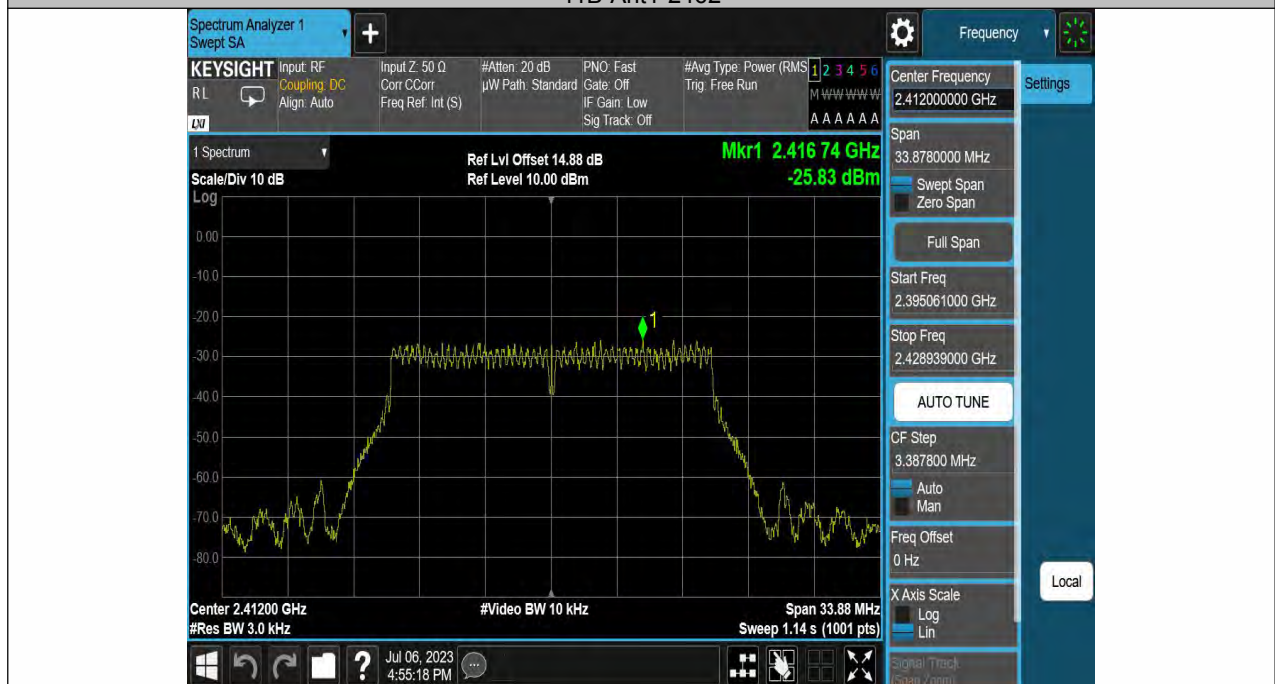 Spectrum Analyzer 1
Swept SA
+
Frequency
KEYSIGHT
RL
LXI
Input: RF
Coupling: DC
Align: Auto
Input Z: 50 Ω
Corr CCorr
Freq Ref: Int (S)
#Atten: 20 dB
µW Path: Standard
PNO: Fast
Gate: Off
IF Gain: Low
Sig Track: Off
#Avg Type: Power (RMS
Trig: Free Run
1 2 3 4 5 6
M W W W W W
A A A A A A
1 Spectrum
Scale/Div 10 dB
Log
Ref Lvl Offset 14.88 dB
Ref Level 10.00 dBm
Mkr1 2.416 74 GHz
-25.83 dBm
0.00
-10.0
-20.0
-30.0
-40.0
-50.0
-60.0
-70.0
-80.0
1
Center 2.41200 GHz
#Res BW 3.0 kHz
#Video BW 10 kHz
Span 33.88 MHz
Sweep 1.14 s (1001 pts)
?
Jul 06, 2023
4:55:18 PM
Center Frequency
2.412000000 GHz
Span
33.8780000 MHz
Swept Span
Zero Span
Full Span
Start Freq
2.395061000 GHz
Stop Freq
2.428939000 GHz
AUTO TUNE
CF Step
3.387800 MHz
Auto
Man
Freq Offset
0 Hz
X Axis Scale
Log
Lin
Signal Track
(Span Zoom)
Settings
Local